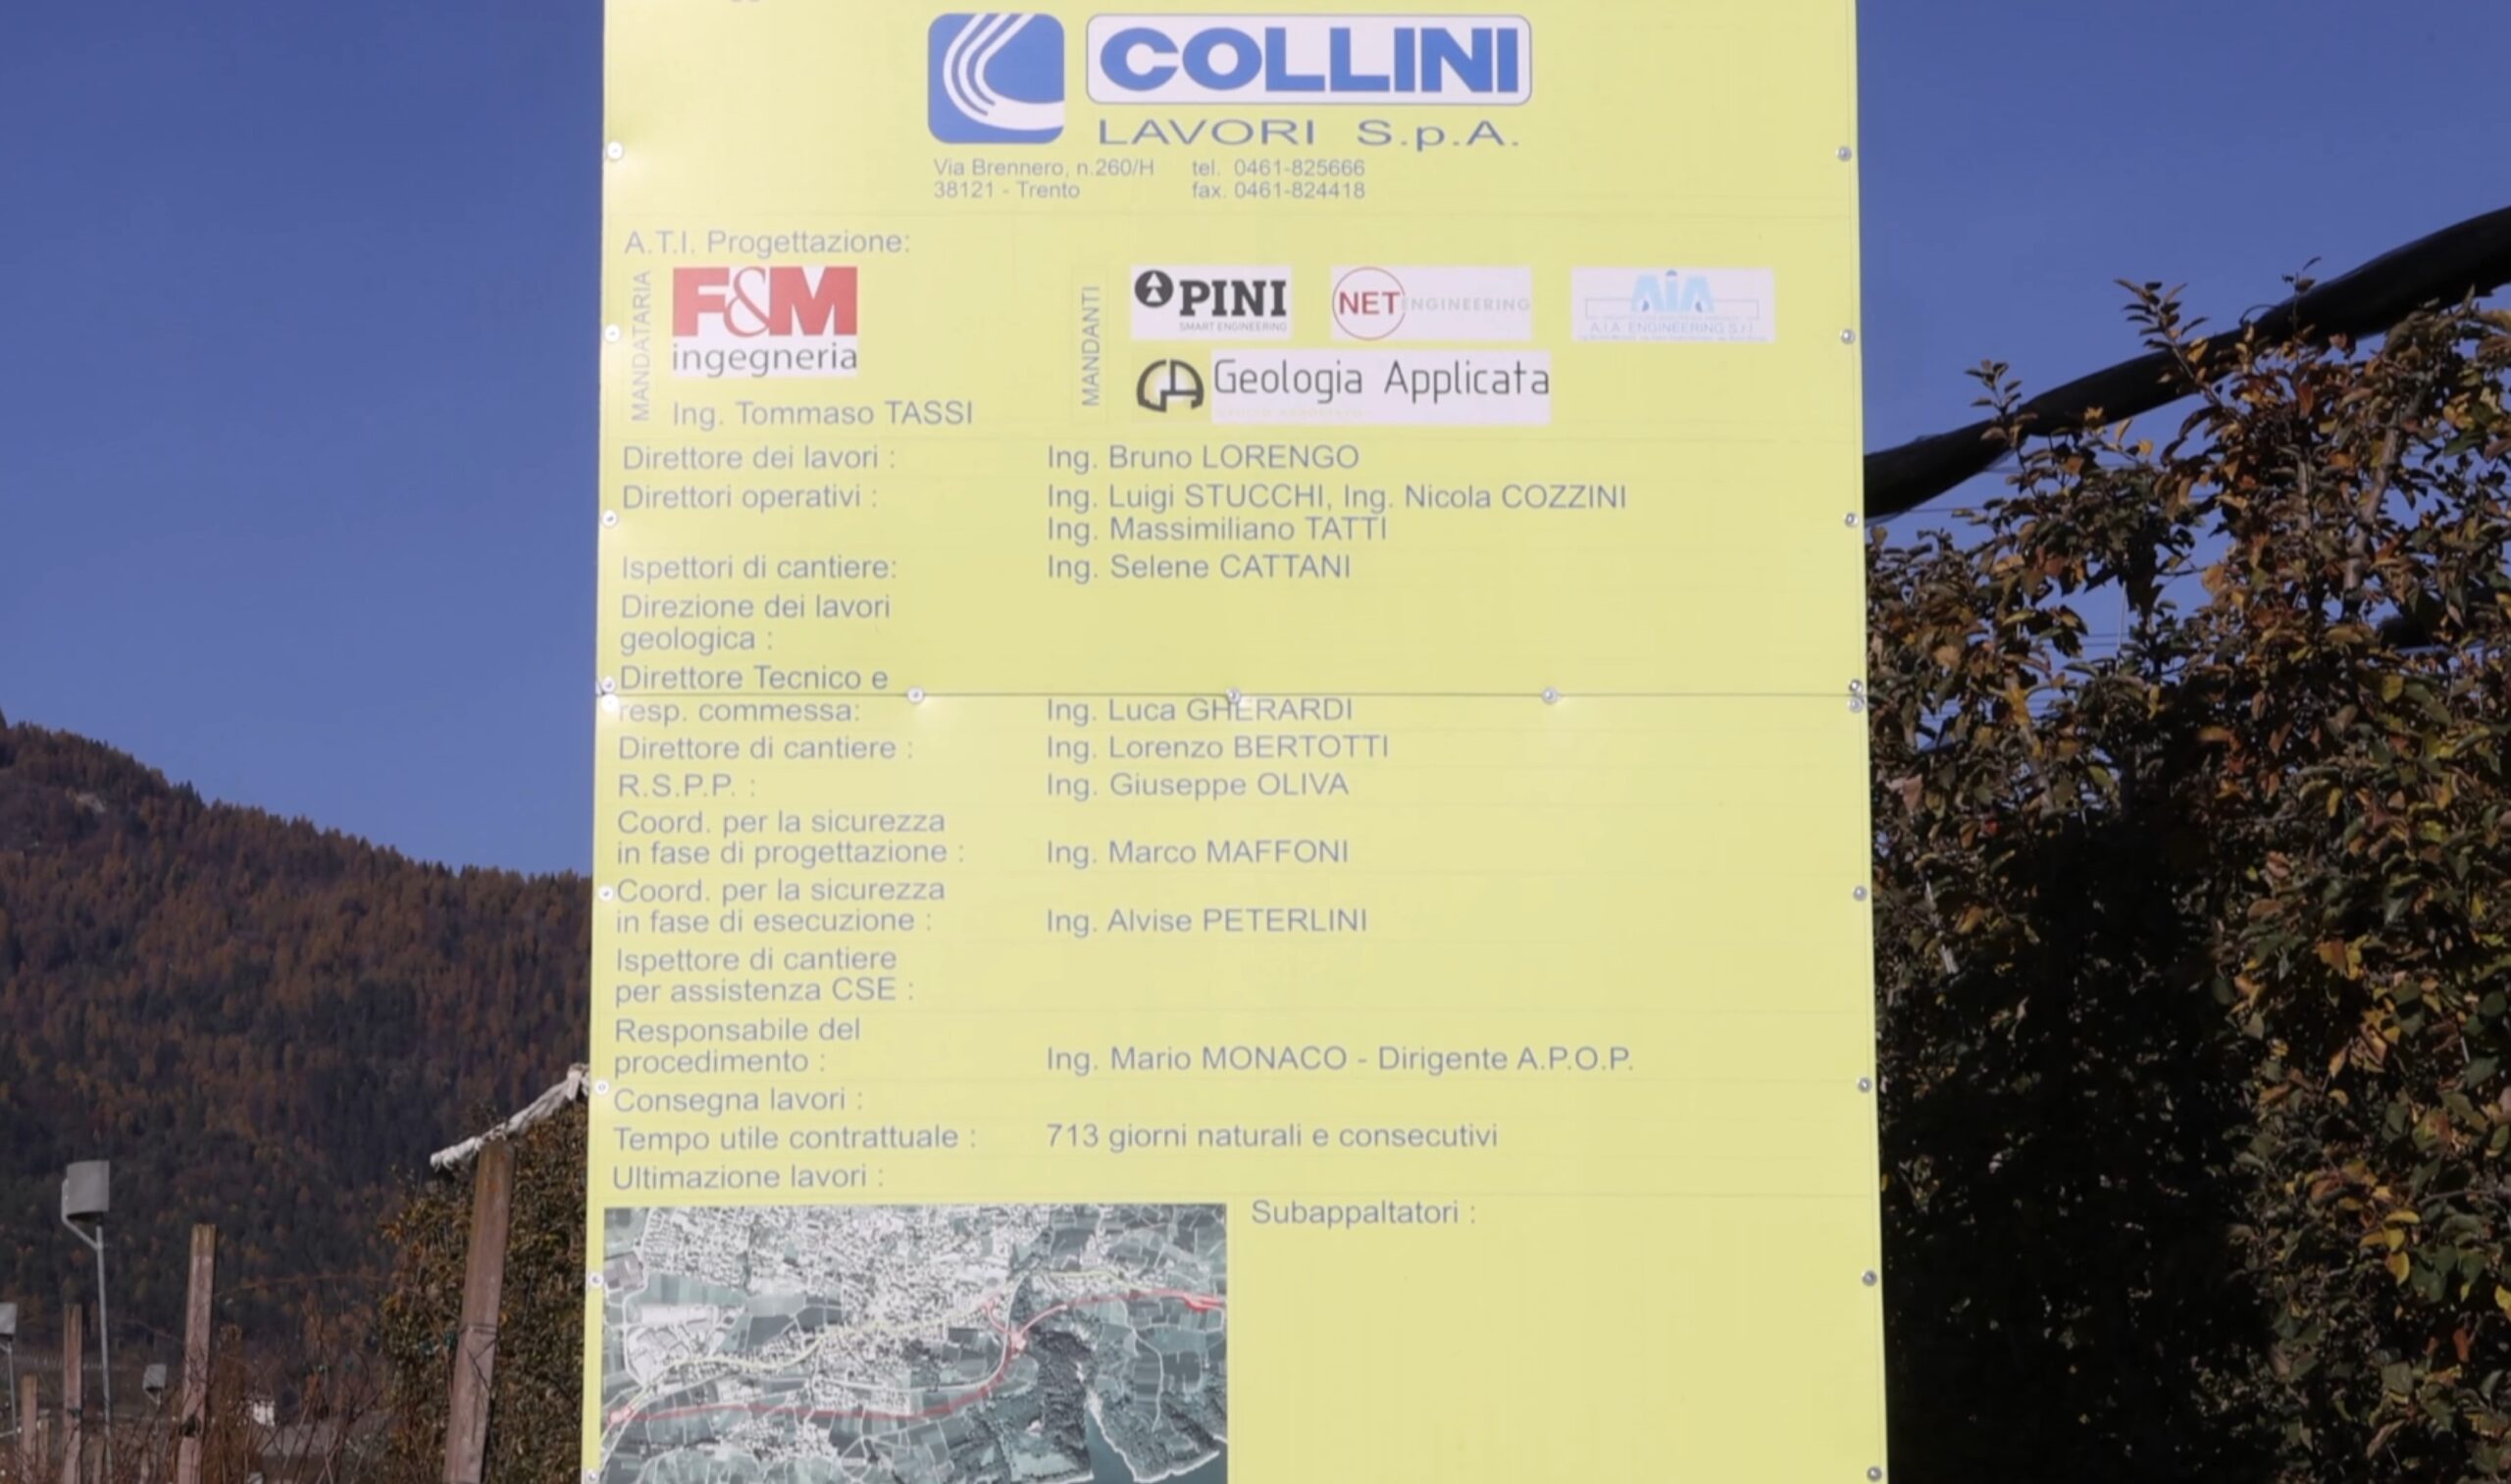 COLLINI
LAVORI S.p.A.
Via Brennero, n.260/H tel. 0461-825666
38121 - Trento fax. 0461-824418
A.T.I. Progettazione:
MANDATARIA
F&M
ingegneria
Ing. Tommaso TASSI
MANDANTI
PINI
SMART ENGINEERING
NET ENGINEERING
AiA
A.I.A. ENGINEERING S.r.l.
GA Geologia Applicata
Direttore dei lavori : Ing. Bruno LORENGO
Direttori operativi : Ing. Luigi STUCCHI, Ing. Nicola COZZINI
Ing. Massimiliano TATTI
Ispettori di cantiere: Ing. Selene CATTANI
Direzione dei lavori
geologica :
Direttore Tecnico e
resp. commessa: Ing. Luca GHERARDI
Direttore di cantiere : Ing. Lorenzo BERTOTTI
R.S.P.P. : Ing. Giuseppe OLIVA
Coord. per la sicurezza
in fase di progettazione : Ing. Marco MAFFONI
Coord. per la sicurezza
in fase di esecuzione : Ing. Alvise PETERLINI
Ispettore di cantiere
per assistenza CSE :
Responsabile del
procedimento : Ing. Mario MONACO - Dirigente A.P.O.P.
Consegna lavori :
Tempo utile contrattuale : 713 giorni naturali e consecutivi
Ultimazione lavori :
Subappaltatori :